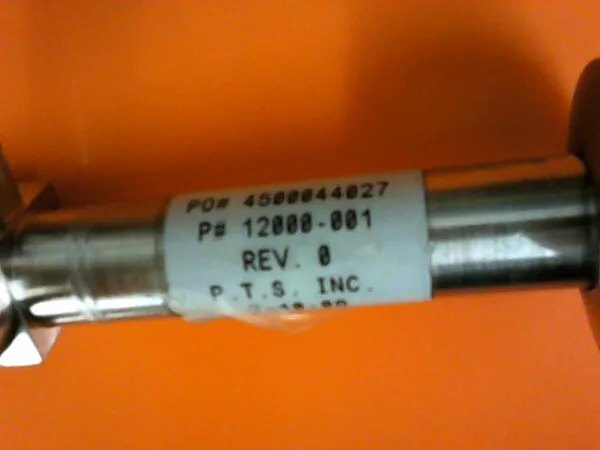 PO# 4500044027
P# 12000-001
REV. 0
P.T.S. INC.